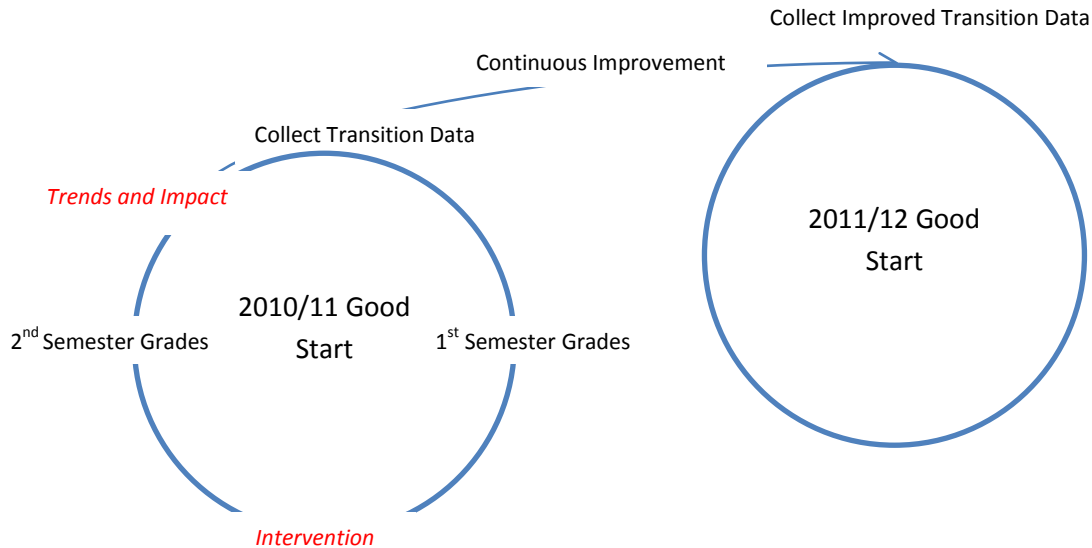 Collect Improved Transition Data
Continuous Improvement
Collect Transition Data
Trends and Impact
2010/11 Good
Start
2nd Semester Grades
1st Semester Grades
Intervention
2011/12 Good
Start